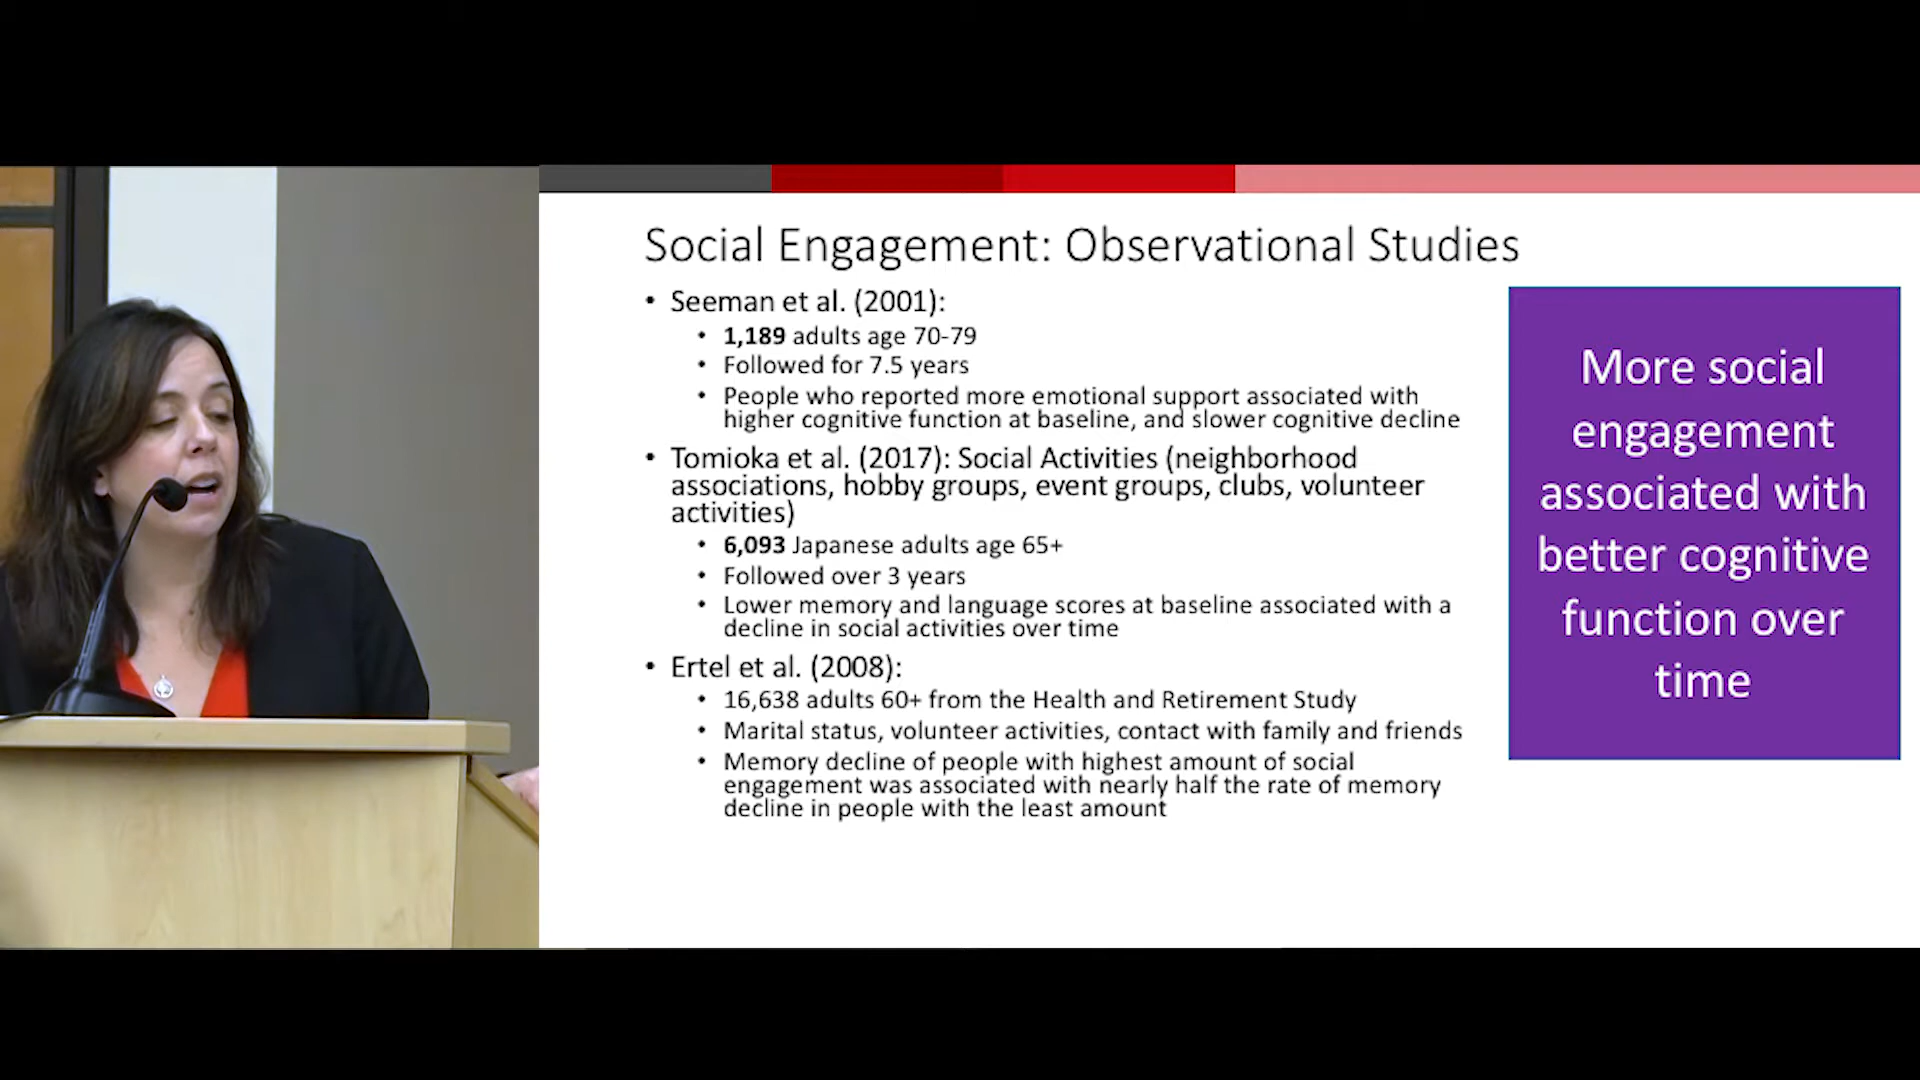 Social Engagement: Observational Studies
• Seeman et al. (2001):
• 1,189 adults age 70-79
• Followed for 7.5 years
• People who reported more emotional support associated with
higher cognitive function at baseline, and slower cognitive decline
• Tomioka et al. (2017): Social Activities (neighborhood
associations, hobby groups, event groups, clubs, volunteer
activities)
• 6,093 Japanese adults age 65+
• Followed over 3 years
• Lower memory and language scores at baseline associated with a
decline in social activities over time
• Ertel et al. (2008):
• 16,638 adults 60+ from the Health and Retirement Study
• Marital status, volunteer activities, contact with family and friends
• Memory decline of people with highest amount of social
engagement was associated with nearly half the rate of memory
decline in people with the least amount
More social
engagement
associated with
better cognitive
function over
time